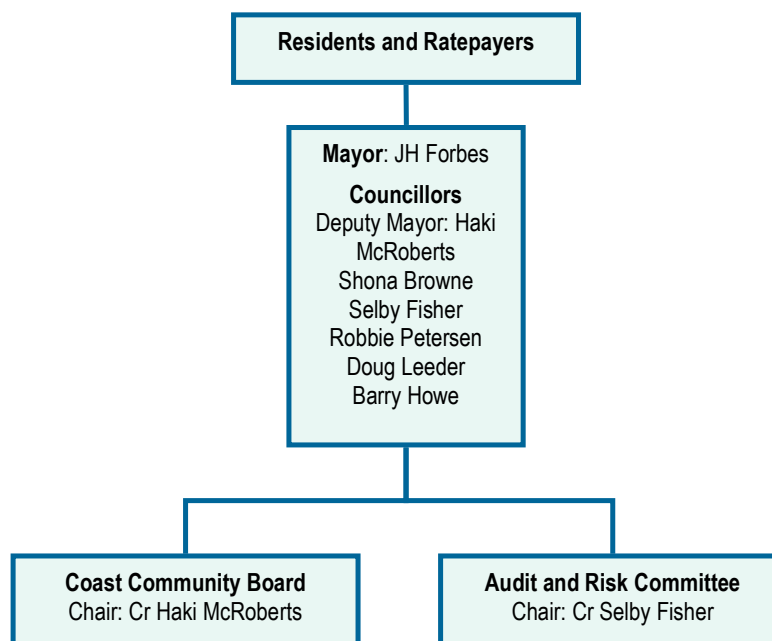 Residents and Ratepayers
Mayor: JH Forbes
Councillors
Deputy Mayor: Haki
McRoberts
Shona Browne
Selby Fisher
Robbie Petersen
Doug Leeder
Barry Howe
Coast Community Board
Chair: Cr Haki McRoberts
Audit and Risk Committee
Chair: Cr Selby Fisher